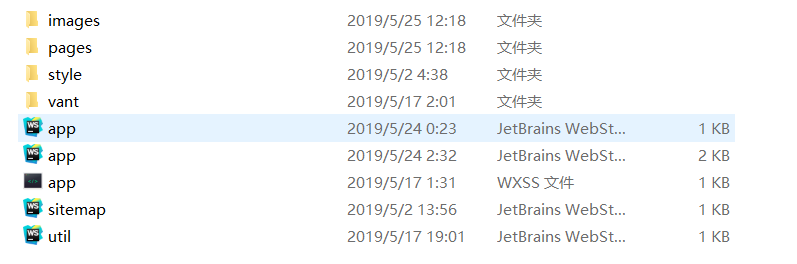 images 2019/5/25 12:18 文件夹
pages 2019/5/25 12:18 文件夹
style 2019/5/2 4:38 文件夹
vant 2019/5/17 2:01 文件夹
app 2019/5/24 0:23 JetBrains WebSt... 1 KB
app 2019/5/24 2:32 JetBrains WebSt... 2 KB
app 2019/5/17 1:31 WXSS 文件 1 KB
sitemap 2019/5/2 13:56 JetBrains WebSt... 1 KB
util 2019/5/17 19:01 JetBrains WebSt... 1 KB